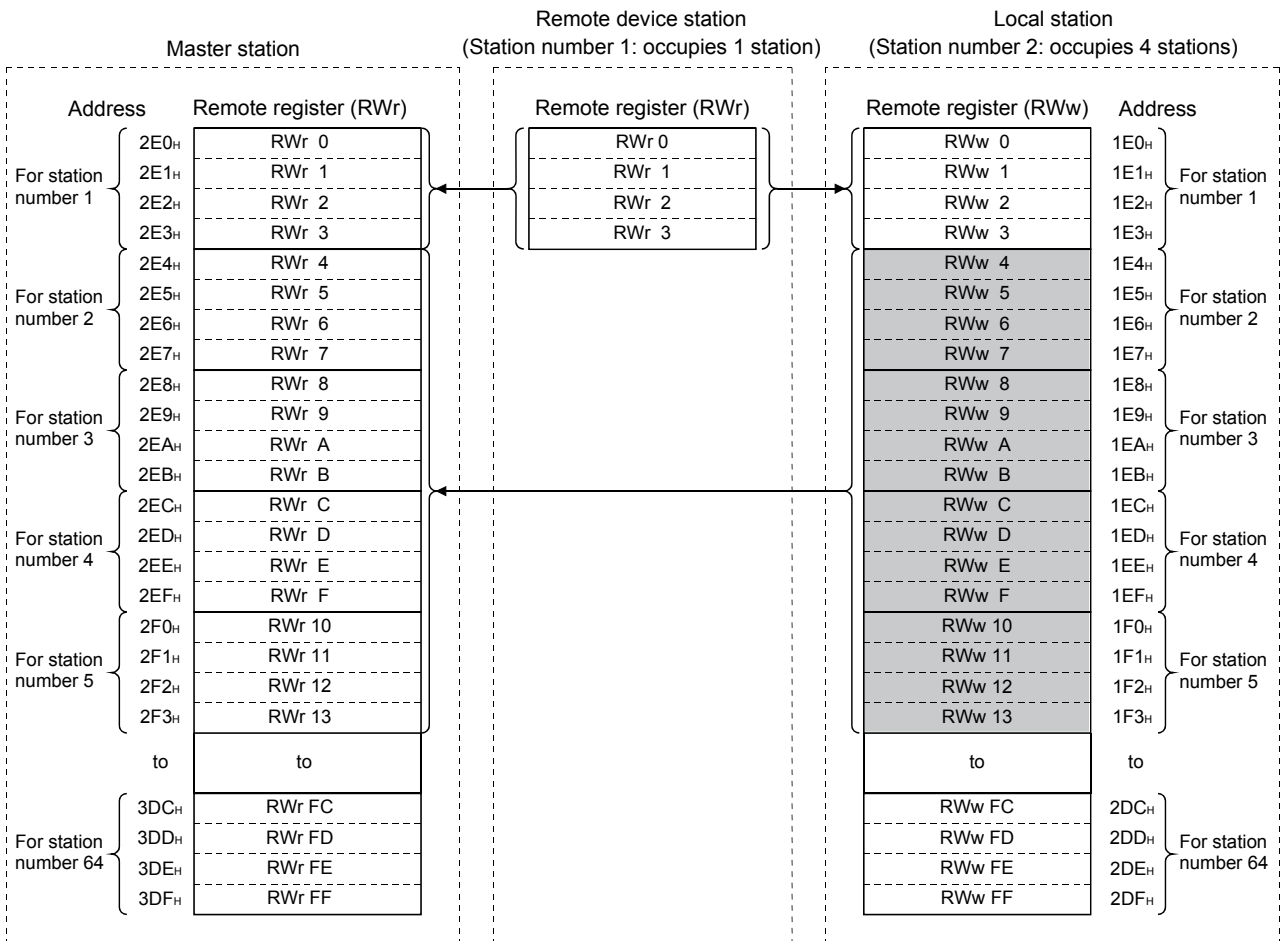 Master station
Remote device station
(Station number 1: occupies 1 station)
Local station
(Station number 2: occupies 4 stations)
Address Remote register (RWr)
For station number 1
2E0H RWr 0
2E1H RWr 1
2E2H RWr 2
2E3H RWr 3
For station number 2
2E4H RWr 4
2E5H RWr 5
2E6H RWr 6
2E7H RWr 7
For station number 3
2E8H RWr 8
2E9H RWr 9
2EAH RWr A
2EBH RWr B
For station number 4
2ECH RWr C
2EDH RWr D
2EEH RWr E
2EFH RWr F
For station number 5
2F0H RWr 10
2F1H RWr 11
2F2H RWr 12
2F3H RWr 13
to to
For station number 64
3DCH RWr FC
3DDH RWr FD
3DEH RWr FE
3DFH RWr FF
Remote register (RWr)
RWr 0
RWr 1
RWr 2
RWr 3
Remote register (RWw) Address
RWw 0 1E0H
RWw 1 1E1H
RWw 2 1E2H
RWw 3 1E3H
For station number 1
RWw 4 1E4H
RWw 5 1E5H
RWw 6 1E6H
RWw 7 1E7H
For station number 2
RWw 8 1E8H
RWw 9 1E9H
RWw A 1EAH
RWw B 1EBH
For station number 3
RWw C 1ECH
RWw D 1EDH
RWw E 1EEH
RWw F 1EFH
For station number 4
RWw 10 1F0H
RWw 11 1F1H
RWw 12 1F2H
RWw 13 1F3H
For station number 5
to to
RWw FC 2DCH
RWw FD 2DDH
RWw FE 2DEH
RWw FF 2DFH
For station number 64